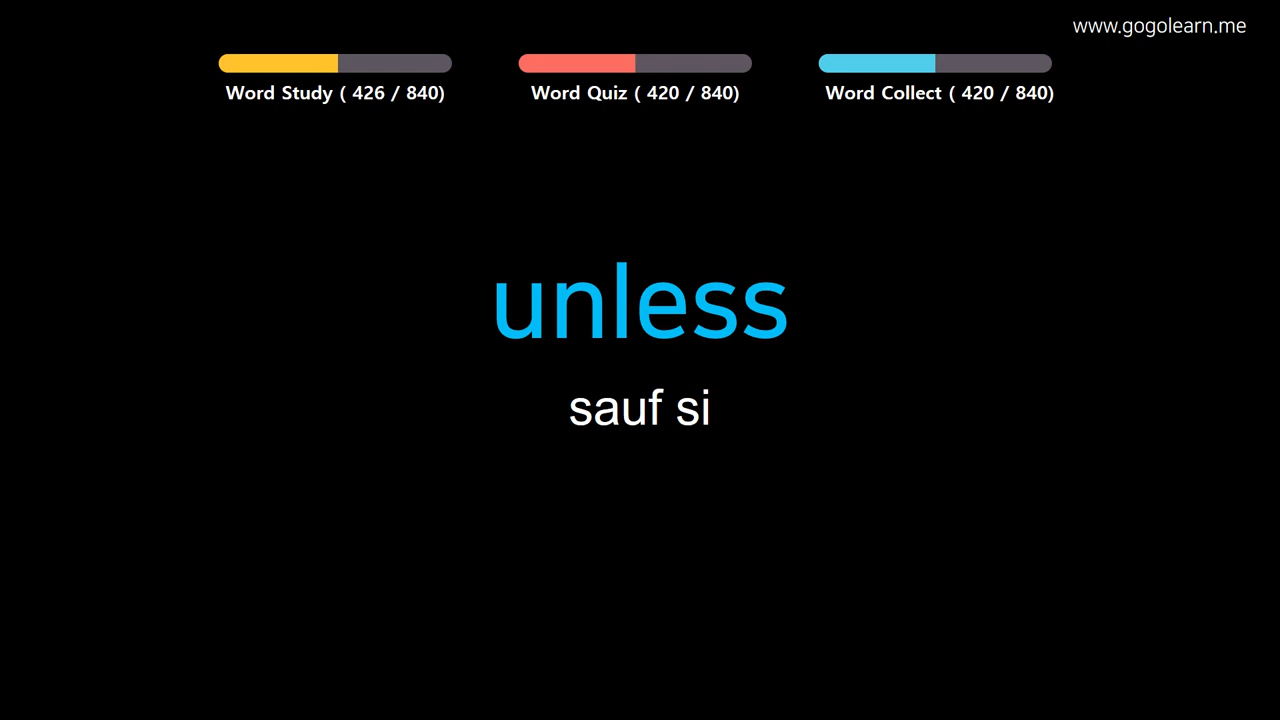 www.gogolearn.me
Word Study ( 426 / 840)
Word Quiz ( 420 / 840)
Word Collect ( 420 / 840)
unless
sauf si